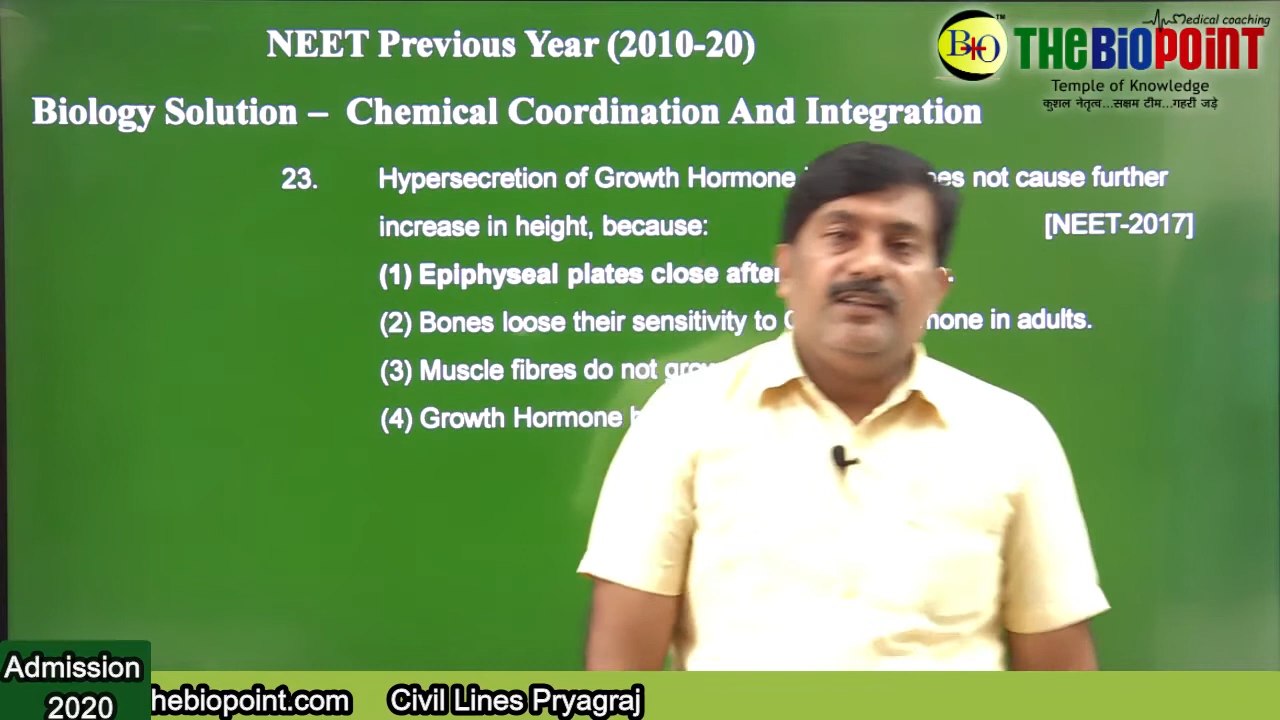 NEET Previous Year (2010-20)
Biology Solution – Chemical Coordination And Integration
TM
Medical coaching
B+O
THEBIOPOINT
Temple of Knowledge
कुशल नेतृत्व...सक्षम टीम...गहरी जड़े
23. Hypersecretion of Growth Hormone not cause further
increase in height, because: [NEET-2017]
(1) Epiphyseal plates close after
(2) Bones loose their sensitivity to in adults.
(3) Muscle fibres do not
(4) Growth Hormone
Admission
2020
hebiopoint.com Civil Lines Pryagraj